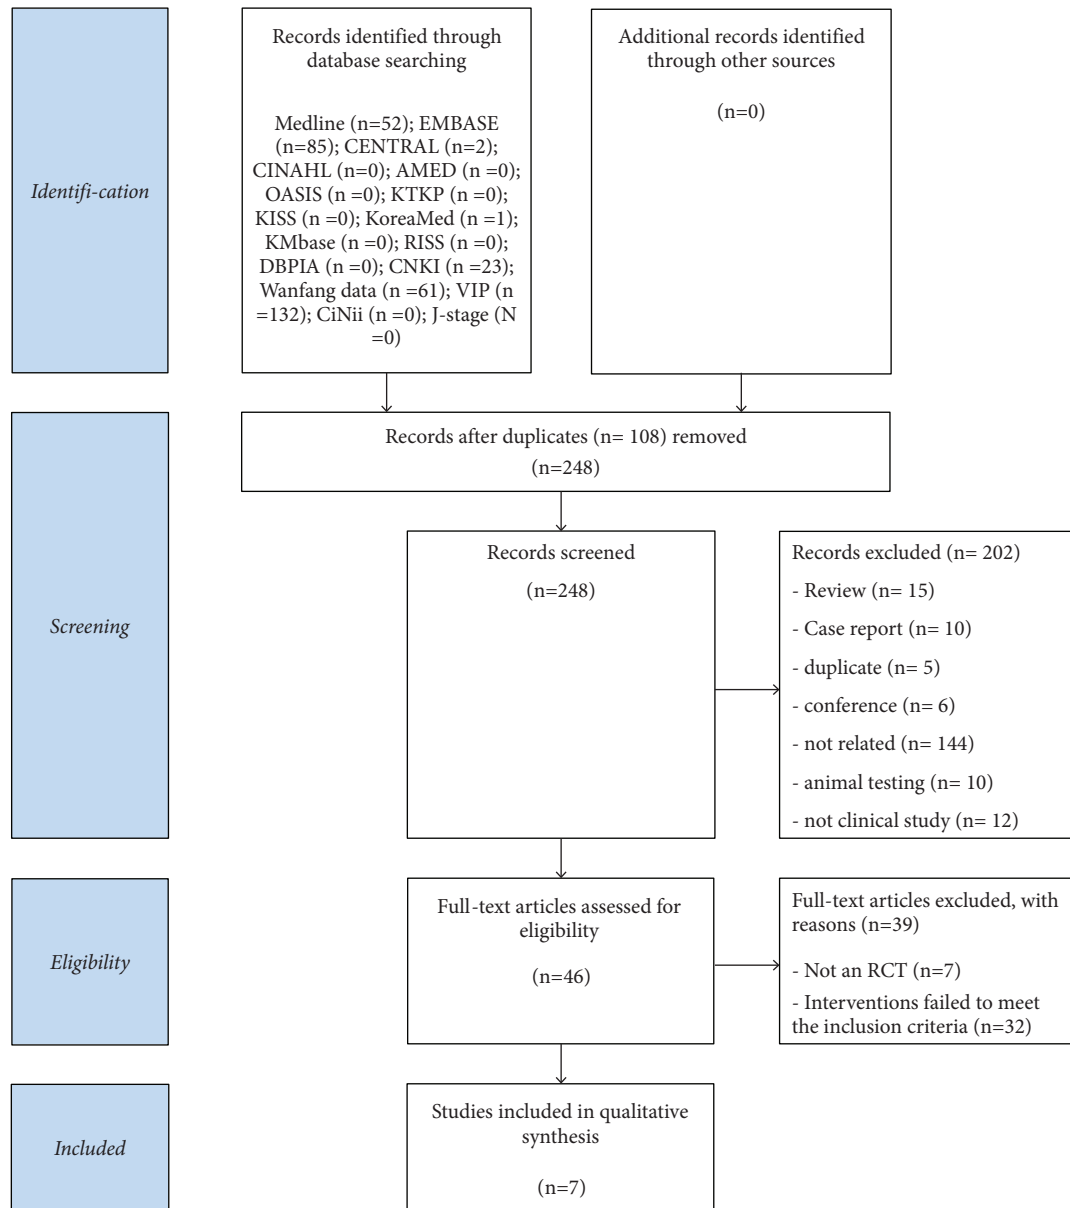 Identifi-cation
Records identified through
database searching
Medline (n=52); EMBASE
(n=85); CENTRAL (n=2);
CINAHL (n=0); AMED (n =0);
OASIS (n =0); KTKP (n =0);
KISS (n =0); KoreaMed (n =1);
KMbase (n =0); RISS (n =0);
DBPIA (n =0); CNKI (n =23);
Wanfang data (n =61); VIP (n
=132); CiNii (n =0); J-stage (N
=0)
Additional records identified
through other sources
(n=0)
Screening
Records after duplicates (n= 108) removed
(n=248)
Records screened
(n=248)
Records excluded (n= 202)
- Review (n= 15)
- Case report (n= 10)
- duplicate (n= 5)
- conference (n= 6)
- not related (n= 144)
- animal testing (n= 10)
- not clinical study (n= 12)
Eligibility
Full-text articles assessed for
eligibility
(n=46)
Full-text articles excluded, with
reasons (n=39)
- Not an RCT (n=7)
- Interventions failed to meet
the inclusion criteria (n=32)
Included
Studies included in qualitative
synthesis
(n=7)